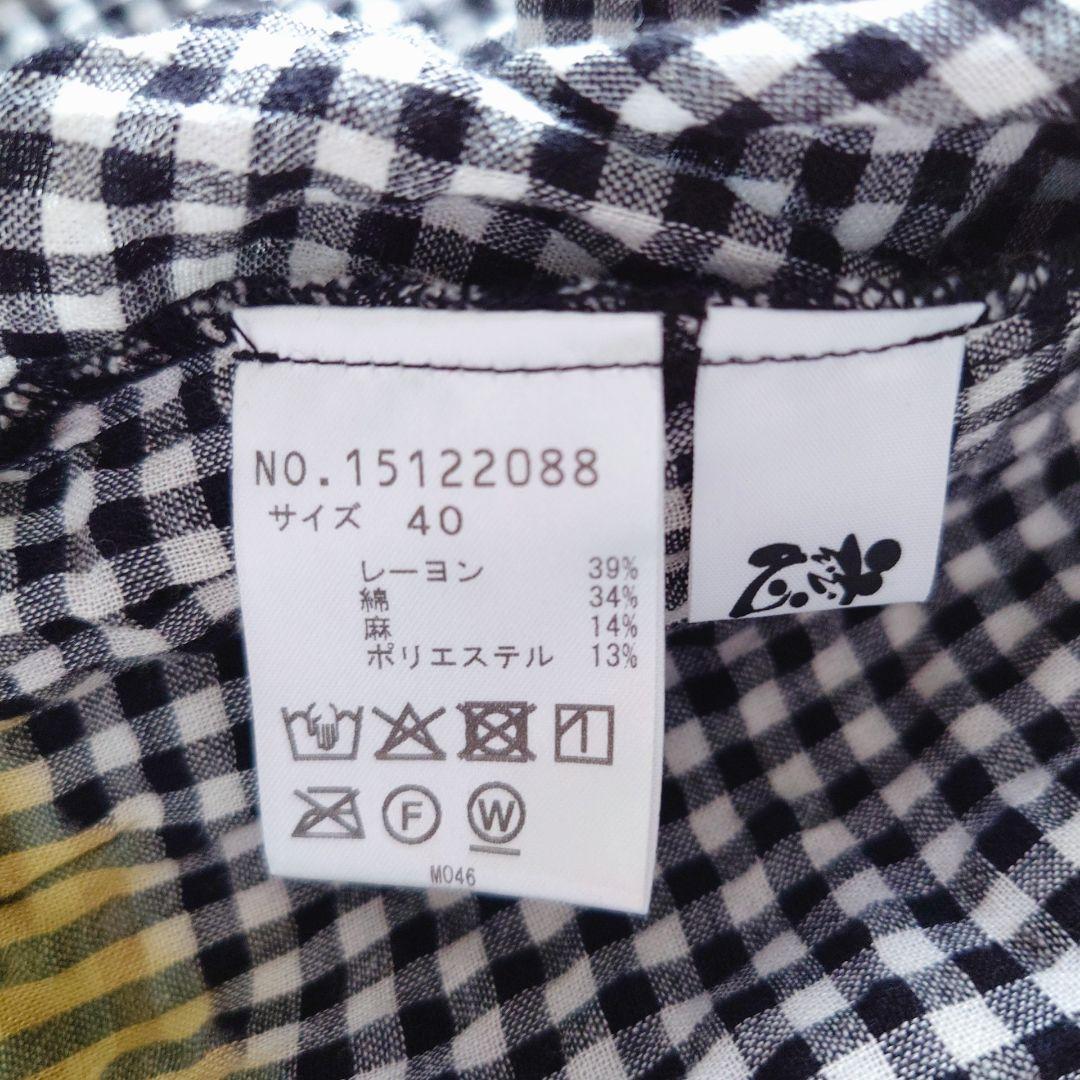 NO.15122088
サイズ 40
レーヨン 39%
綿 34%
麻 14%
ポリエステル 13%
F W
M046